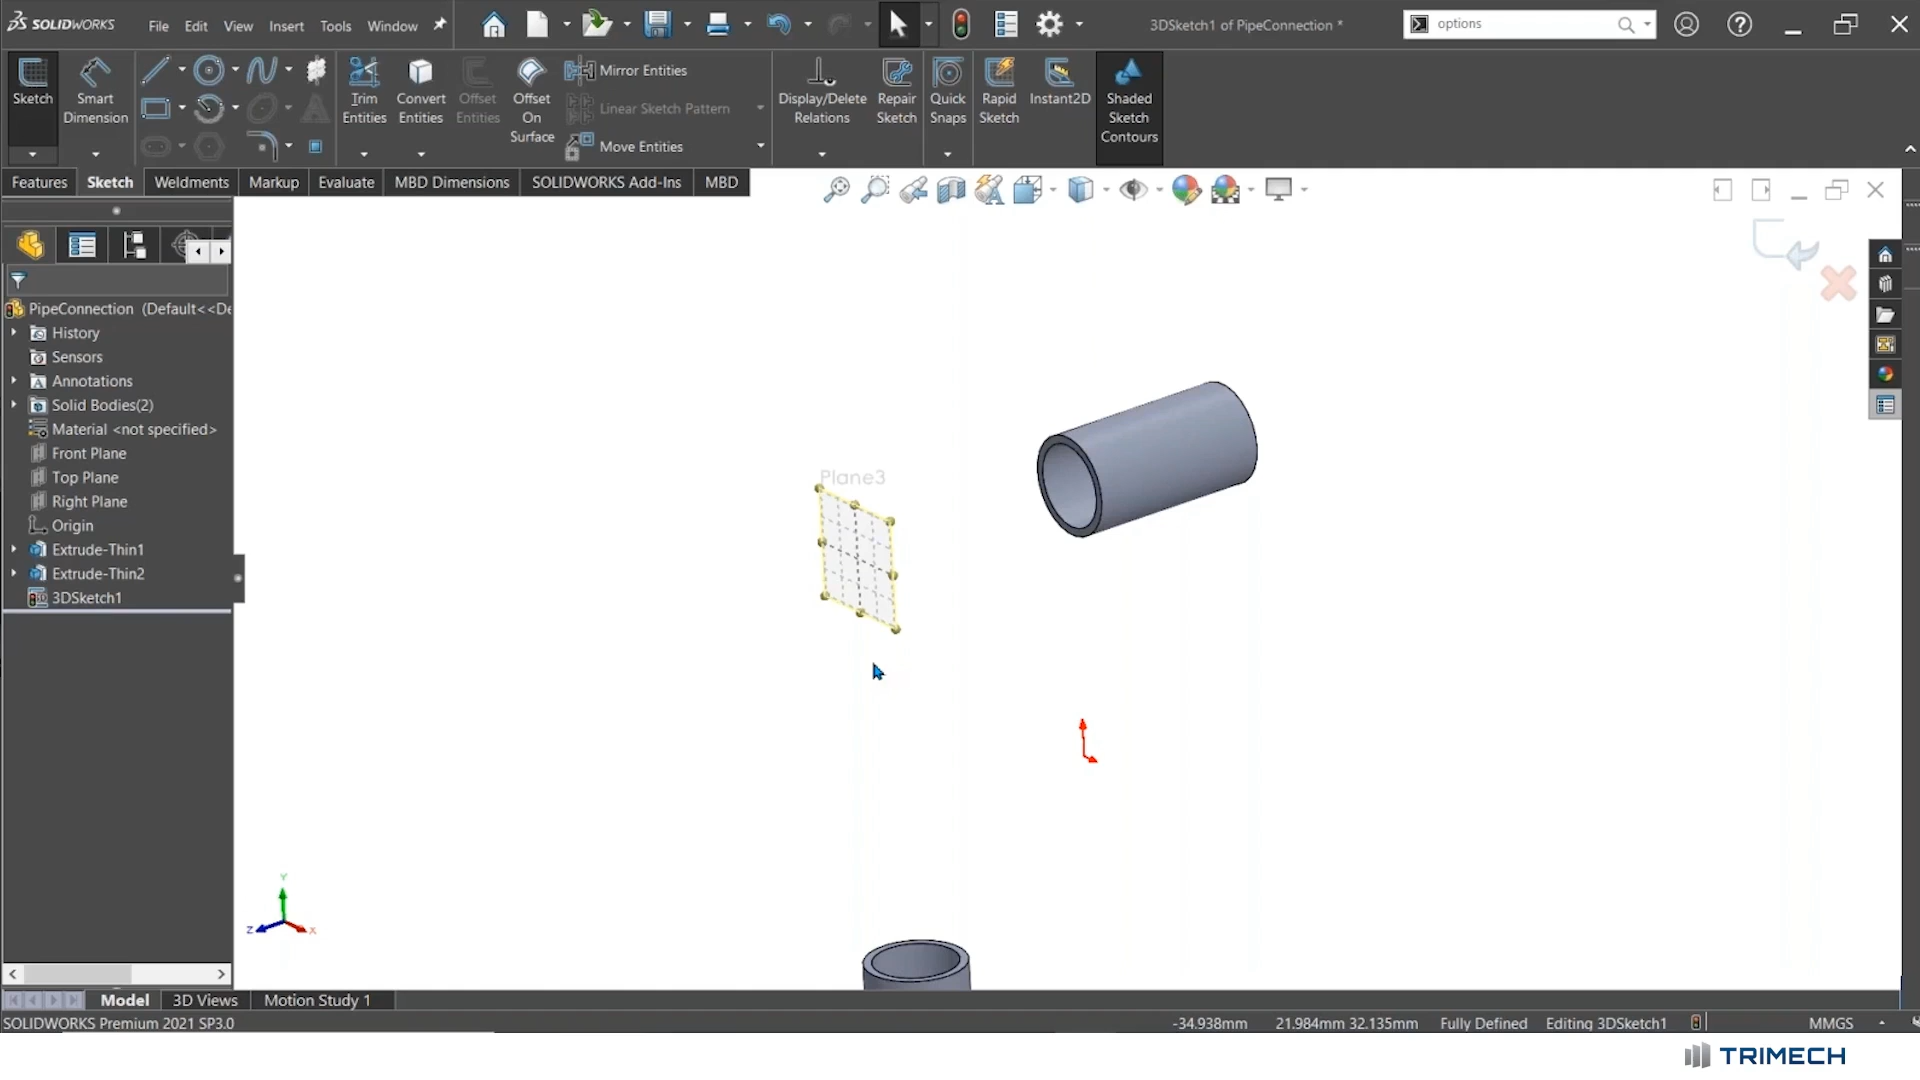 SOLIDWORKS File Edit View Insert Tools Window
3DSketch1 of PipeConnection *
options
Sketch
Smart Dimension
Trim Entities
Convert Entities
Offset Entities
Offset On Surface
Mirror Entities
Linear Sketch Pattern
Move Entities
Display/Delete Relations
Repair Sketch
Quick Snaps
Rapid Sketch
Instant2D
Shaded Sketch Contours
Features Sketch Weldments Markup Evaluate MBD Dimensions SOLIDWORKS Add-Ins MBD
PipeConnection (Default<<De
History
Sensors
Annotations
Solid Bodies(2)
Material <not specified>
Front Plane
Top Plane
Right Plane
Origin
Extrude-Thin1
Extrude-Thin2
3DSketch1
Plane3
Y
Z
X
Model 3D Views Motion Study 1
SOLIDWORKS Premium 2021 SP3.0
-34.938mm 21.984mm 32.135mm Fully Defined Editing 3DSketch1 MMGS
TRIMECH